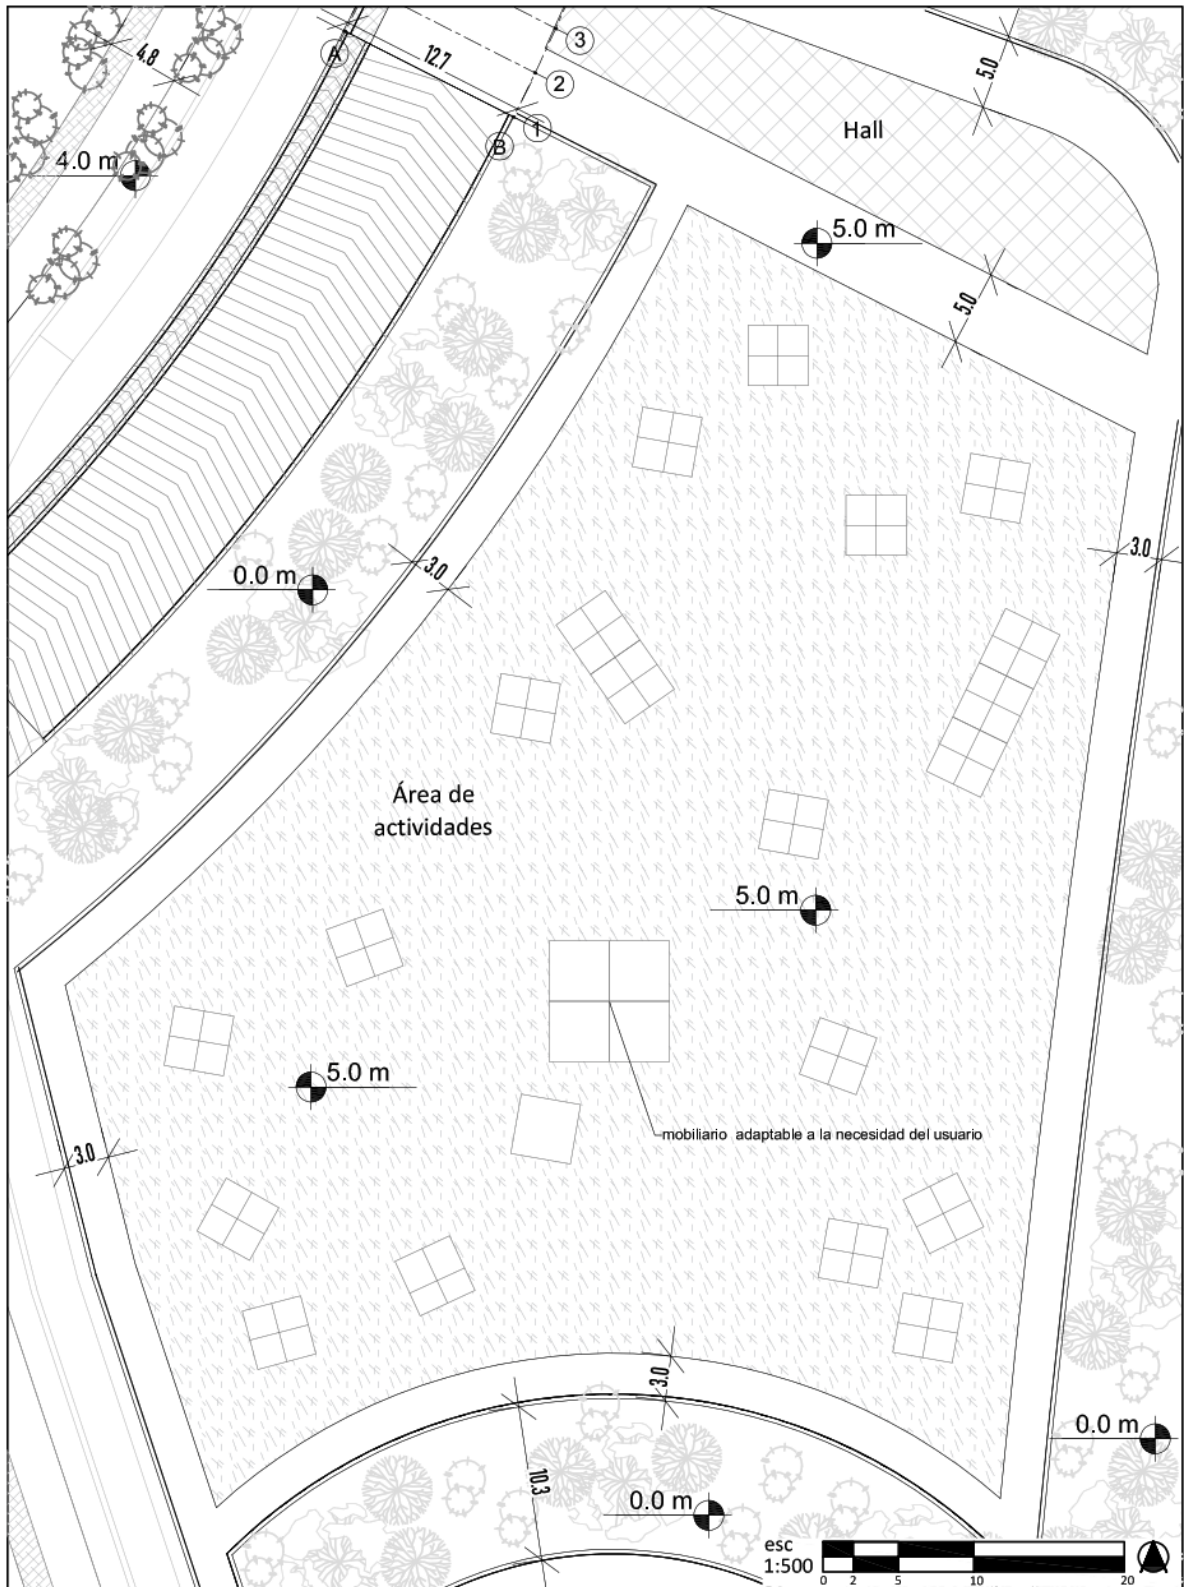 3
A
12.7
4.8
2
5.0
1
Hall
B
4.0 m
5.0 m
5.0
3.0
3.0
0.0 m
Área de
actividades
5.0 m
5.0 m
mobiliario adaptable a la necesidad del usuario
3.0
3.0
0.0 m
10.3
0.0 m
esc
1:500
0 2 5 10 20